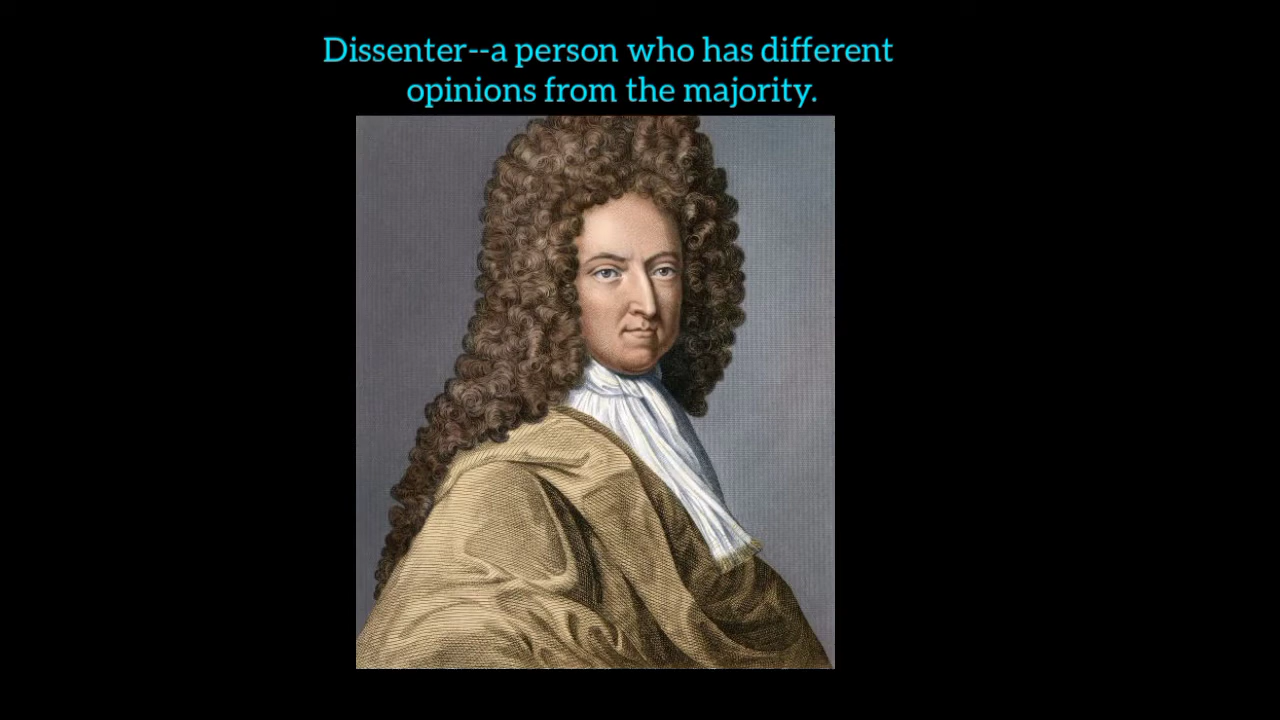 Dissenter--a person who has different
opinions from the majority.